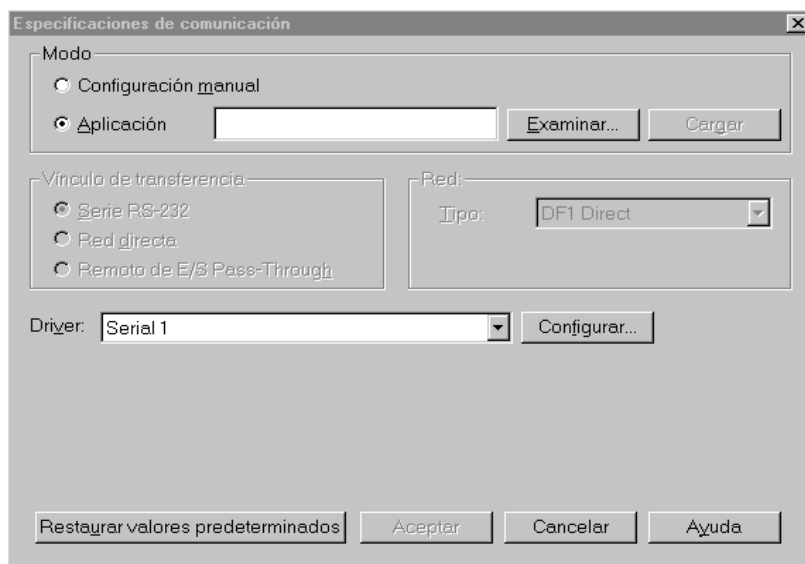 Especificaciones de comunicación
Modo
Configuración manual
Aplicación Examinar... Cargar
Vínculo de transferencia Red:
Serie RS-232 Tipo: DF1 Direct
Red directa
Remoto de E/S Pass-Through
Driver: Serial 1 Configurar...
Restaurar valores predeterminados Aceptar Cancelar Ayuda